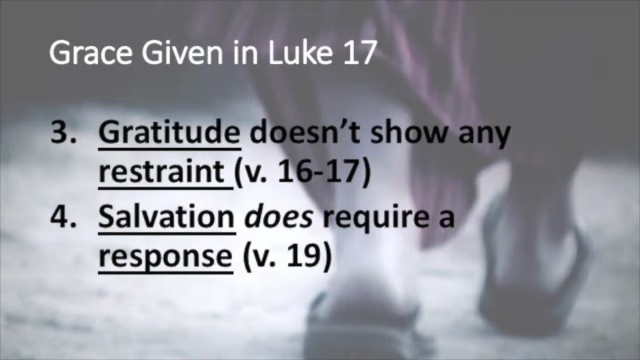 Grace Given in Luke 17
3. Gratitude doesn’t show any
restraint (v. 16-17)
4. Salvation does require a
response (v. 19)